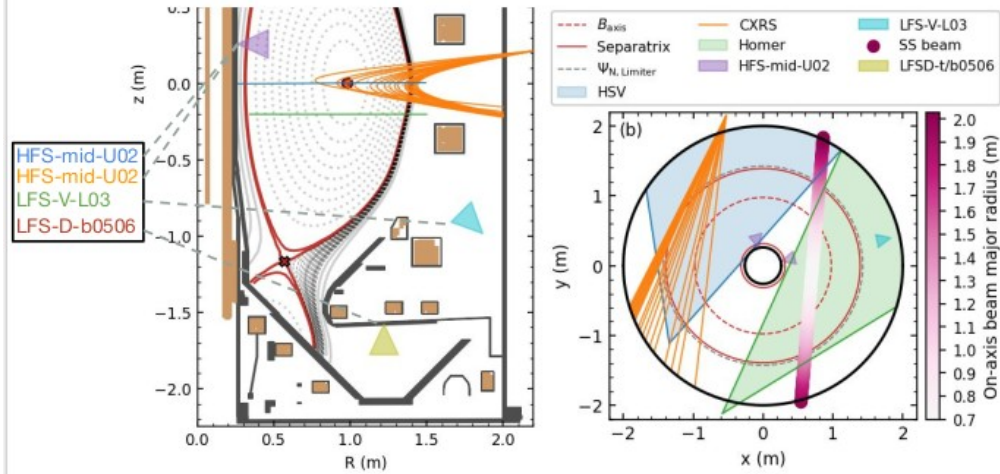 HFS-mid-U02
HFS-mid-U02
LFS-V-L03
LFS-D-b0506
0.5
0.0
−0.5
−1.0
−1.5
−2.0
z (m)
0.0 0.5 1.0 1.5 2.0
R (m)
B_axis
Separatrix
Ψ_N, Limiter
HSV
CXRS
Homer
HFS-mid-U02
LFS-V-L03
SS beam
LFSD-t/b0506
(b)
2
1
0
−1
−2
y (m)
−2 −1 0 1 2
x (m)
2.0
1.9
1.8
1.7
1.6
1.5
1.4
1.3
1.2
1.1
1.0
0.9
0.8
0.7
On-axis beam major radius (m)